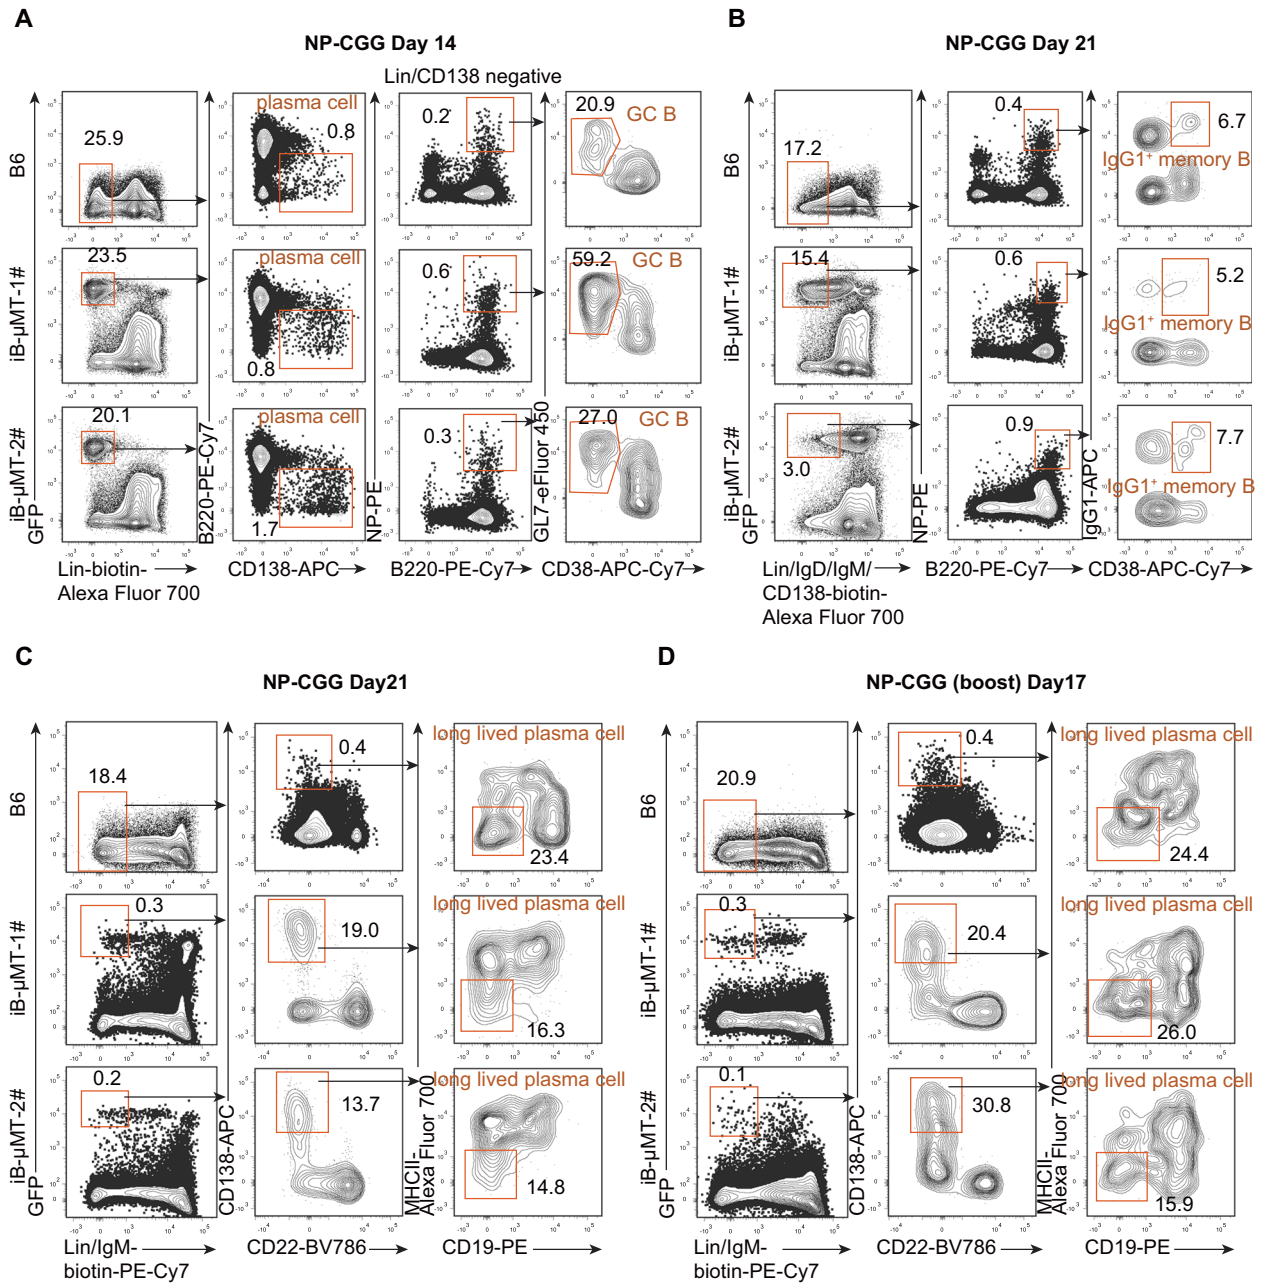 A
NP-CGG Day 14
Lin/CD138 negative
B6
25.9
plasma cell
0.8
0.2
20.9
GC B
iB-μMT-1#
23.5
plasma cell
0.8
0.6
59.2
GC B
iB-μMT-2#
20.1
plasma cell
1.7
0.3
27.0
GC B
GFP
B220-PE-Cy7
NP-PE
GL7-eFluor 450
Lin-biotin-
Alexa Fluor 700
CD138-APC
B220-PE-Cy7
CD38-APC-Cy7
B
NP-CGG Day 21
B6
17.2
0.4
6.7
IgG1+ memory B
iB-μMT-1#
15.4
0.6
5.2
IgG1+ memory B
iB-μMT-2#
3.0
0.9
7.7
IgG1+ memory B
GFP
NP-PE
IgG1-APC
Lin/IgD/IgM/
CD138-biotin-
Alexa Fluor 700
B220-PE-Cy7
CD38-APC-Cy7
C
NP-CGG Day21
B6
18.4
0.4
long lived plasma cell
23.4
iB-μMT-1#
0.3
19.0
long lived plasma cell
16.3
iB-μMT-2#
0.2
13.7
long lived plasma cell
14.8
GFP
CD138-APC
MHCII-
Alexa Fluor 700
Lin/IgM-
biotin-PE-Cy7
CD22-BV786
CD19-PE
D
NP-CGG (boost) Day17
B6
20.9
0.4
long lived plasma cell
24.4
iB-μMT-1#
0.3
20.4
long lived plasma cell
26.0
iB-μMT-2#
0.1
30.8
long lived plasma cell
15.9
GFP
CD138-APC
MHCII-
Alexa Fluor 700
Lin/IgM-
biotin-PE-Cy7
CD22-BV786
CD19-PE